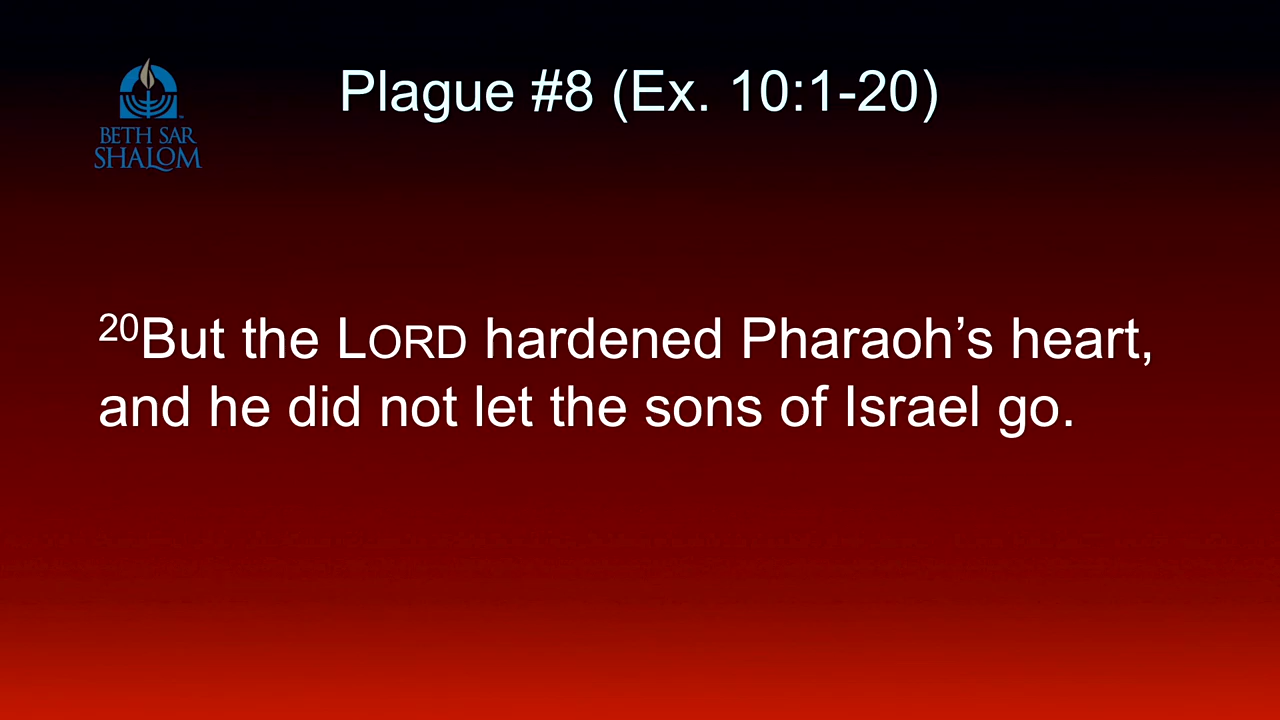 Plague #8 (Ex. 10:1-20)
BETH SAR
SHALOM
20But the LORD hardened Pharaoh’s heart,
and he did not let the sons of Israel go.